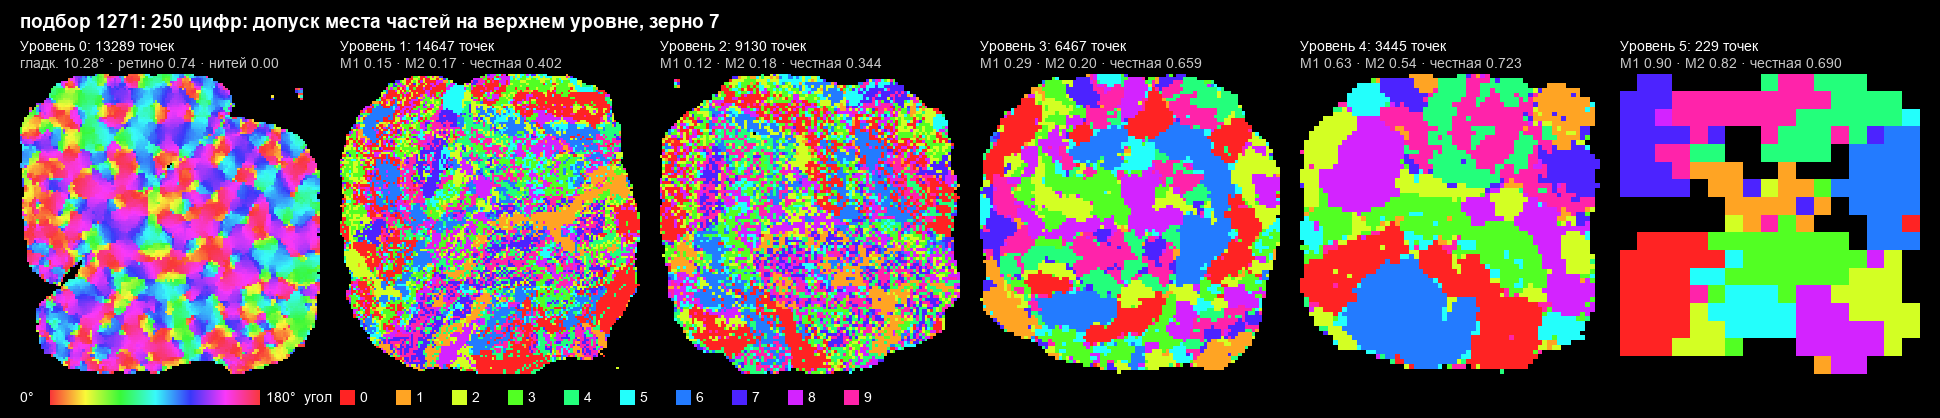 подбор 1271: 250 цифр: допуск места частей на верхнем уровне, зерно 7
Уровень 0: 13289 точек
гладк. 10.28° · ретино 0.74 · нитей 0.00
Уровень 1: 14647 точек
М1 0.15 · М2 0.17 · честная 0.402
Уровень 2: 9130 точек
М1 0.12 · М2 0.18 · честная 0.344
Уровень 3: 6467 точек
М1 0.29 · М2 0.20 · честная 0.659
Уровень 4: 3445 точек
М1 0.63 · М2 0.54 · честная 0.723
Уровень 5: 229 точек
М1 0.90 · М2 0.82 · честная 0.690
0° 180° угол 0 1 2 3 4 5 6 7 8 9